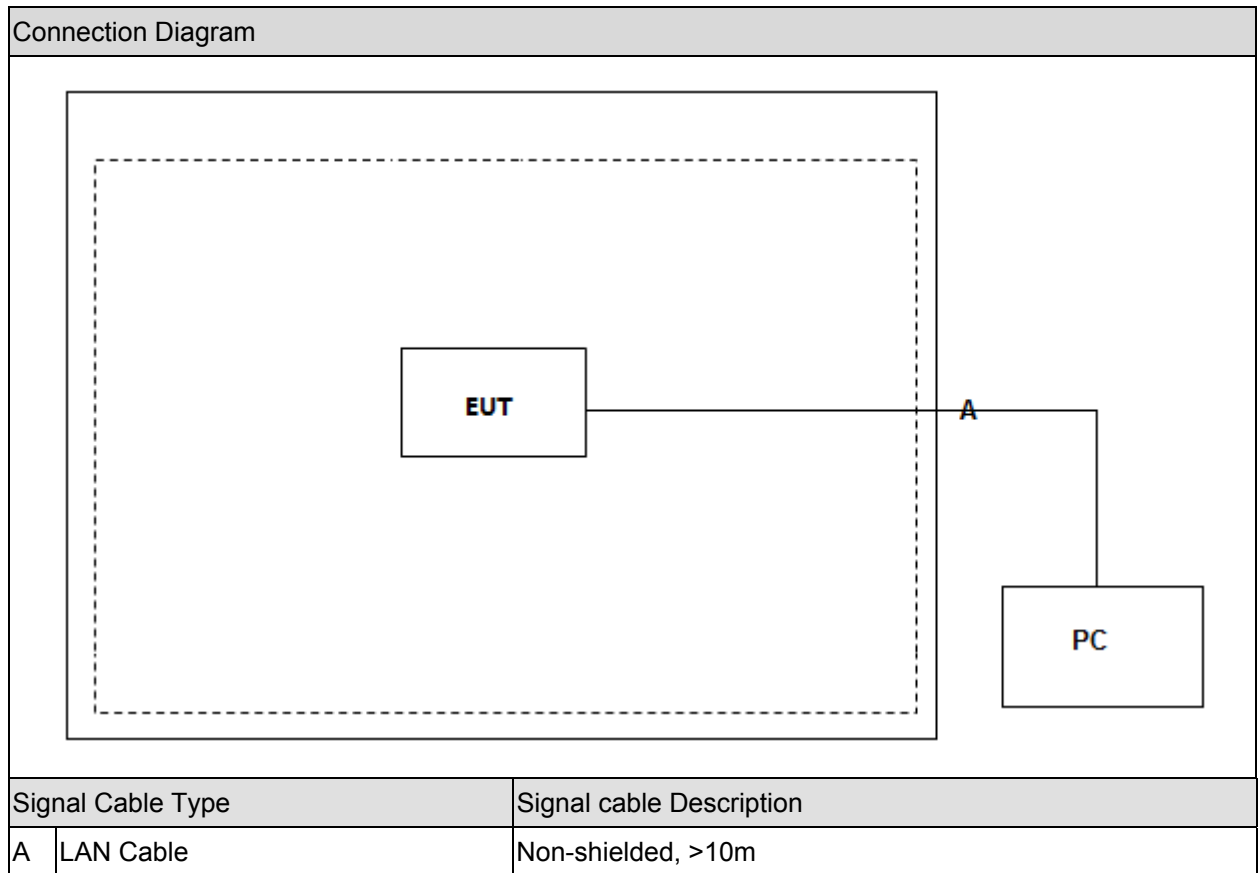 Connection Diagram
EUT
A
PC
Signal Cable Type Signal cable Description
A LAN Cable Non-shielded, >10m